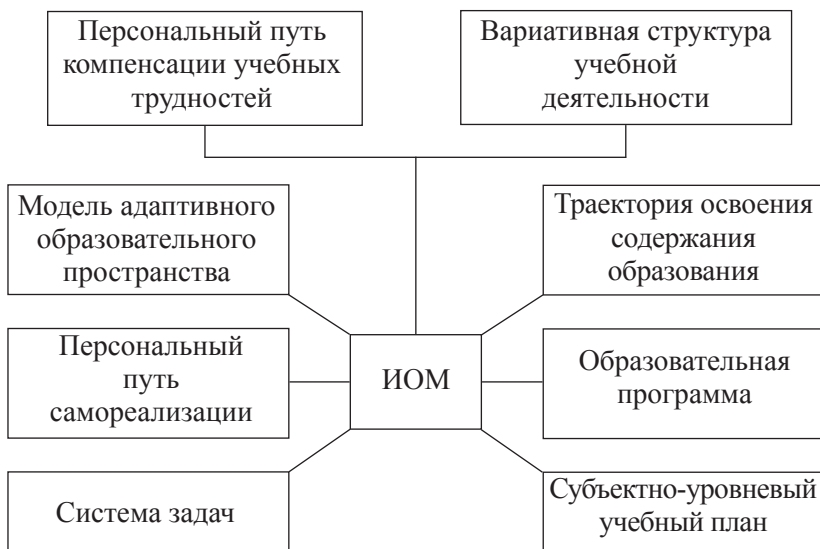 Персональный путь
компенсации учебных
трудностей
Вариативная структура
учебной
деятельности
Модель адаптивного
образовательного
пространства
Траектория освоения
содержания
образования
Персональный
путь
самореализации
ИОМ
Образовательная
программа
Система задач
Субъектно-уровневый
учебный план